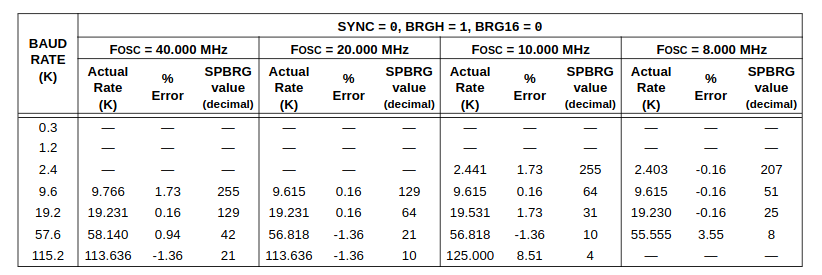 SYNC = 0, BRGH = 1, BRG16 = 0
BAUD RATE (K) FOSC = 40.000 MHz FOSC = 20.000 MHz FOSC = 10.000 MHz FOSC = 8.000 MHz
Actual Rate (K) % Error SPBRG value (decimal) Actual Rate (K) % Error SPBRG value (decimal) Actual Rate (K) % Error SPBRG value (decimal) Actual Rate (K) % Error SPBRG value (decimal)
0.3 — — — — — — — — — — — —
1.2 — — — — — — — — — — — —
2.4 — — — — — — 2.441 1.73 255 2.403 -0.16 207
9.6 9.766 1.73 255 9.615 0.16 129 9.615 0.16 64 9.615 -0.16 51
19.2 19.231 0.16 129 19.231 0.16 64 19.531 1.73 31 19.230 -0.16 25
57.6 58.140 0.94 42 56.818 -1.36 21 56.818 -1.36 10 55.555 3.55 8
115.2 113.636 -1.36 21 113.636 -1.36 10 125.000 8.51 4 — — —